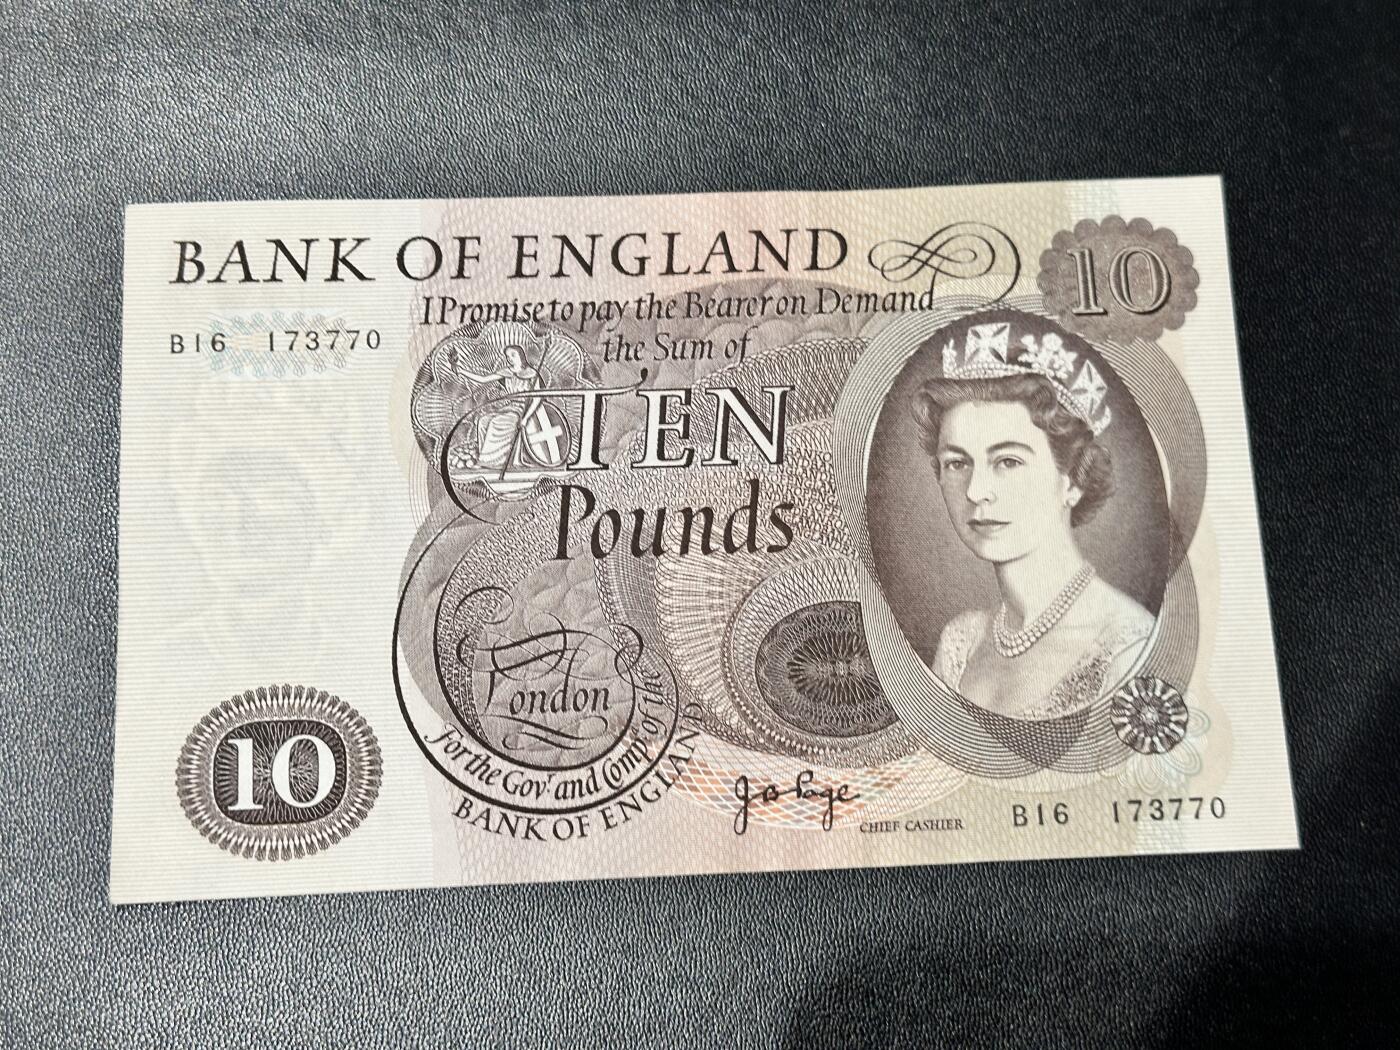 BANK OF ENGLAND
10
I Promise to pay the Bearer on Demand
the Sum of
B16 173770
TEN
Pounds
London
For the Govr and Compa of the
BANK OF ENGLAND
10
J B Page
CHIEF CASHIER
B16 173770